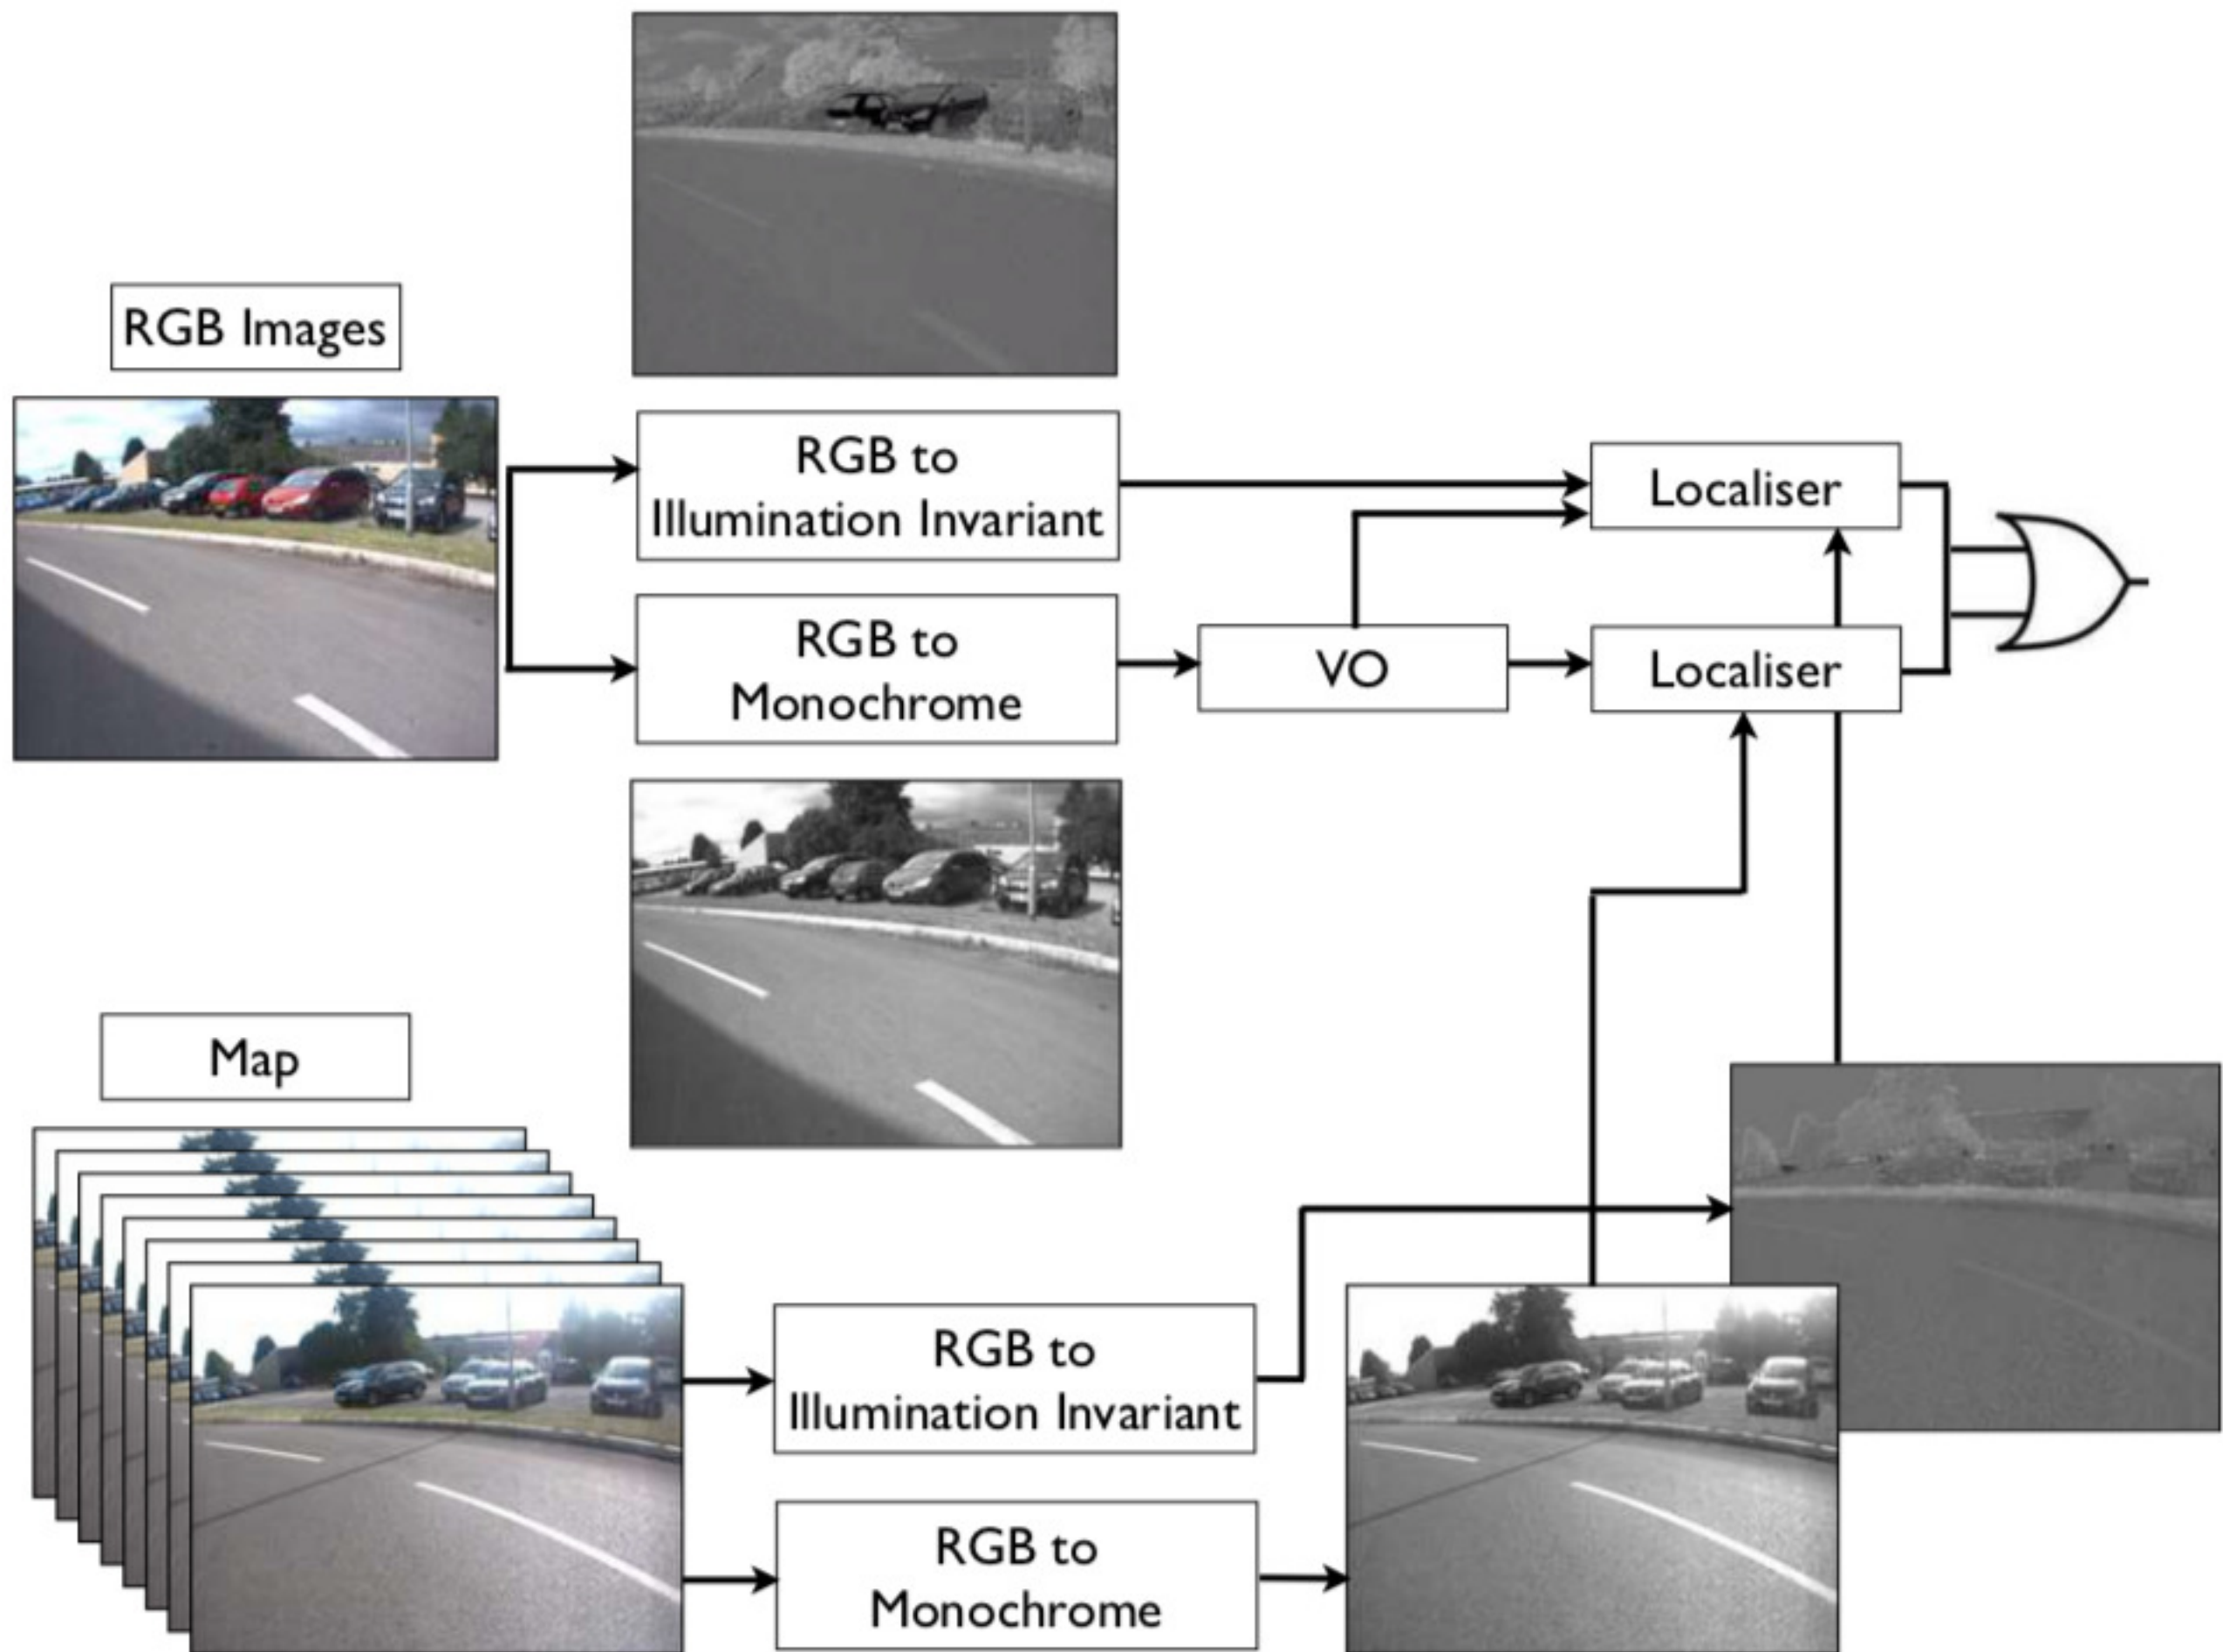 RGB Images
RGB to
Illumination Invariant
Localiser
RGB to
Monochrome
VO
Localiser
Map
RGB to
Illumination Invariant
RGB to
Monochrome